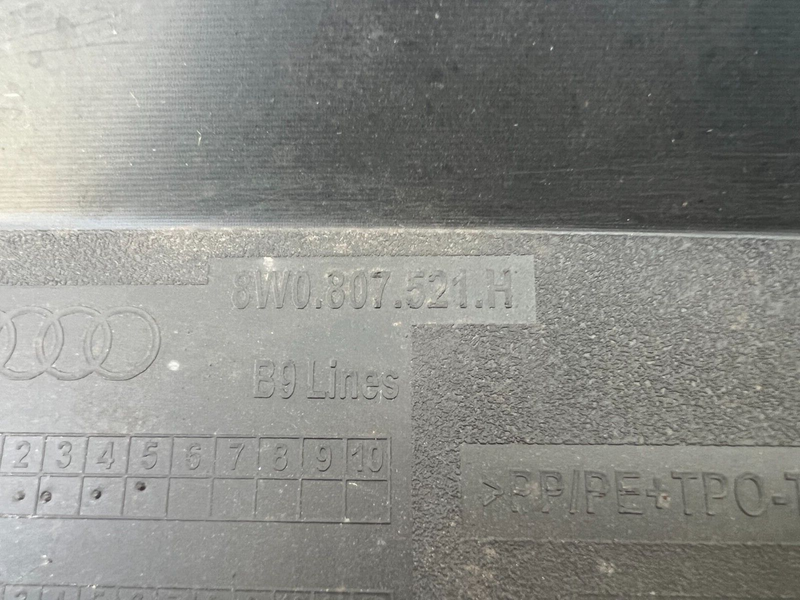 8W0.807.521.H
B9 Lines
2 3 4 5 6 7 8 9 10
>PP/PE+TPO-T